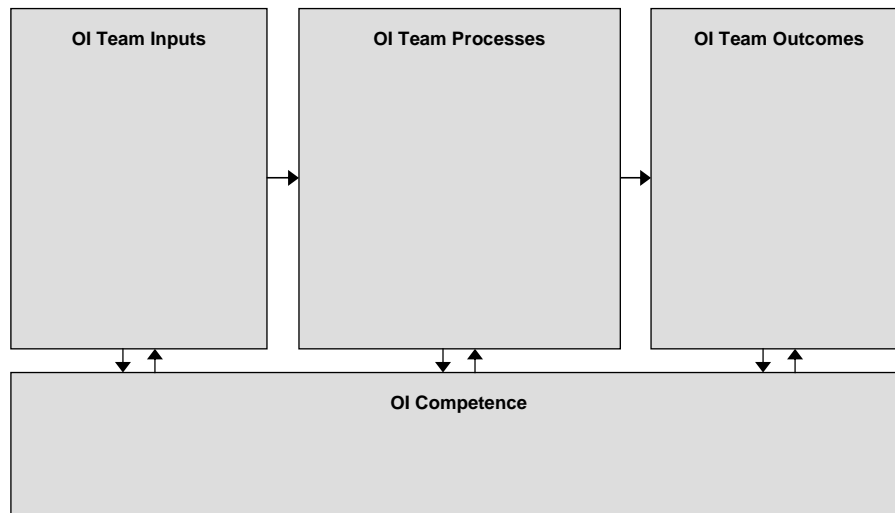 OI Team Inputs
OI Team Processes
OI Team Outcomes
OI Competence